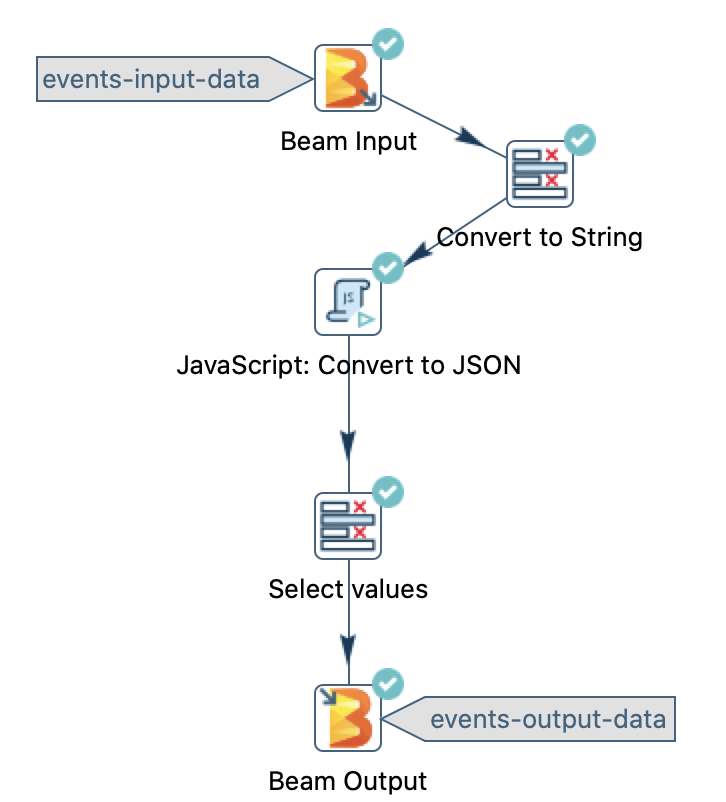 events-input-data
Beam Input
Convert to String
JS
JavaScript: Convert to JSON
Select values
events-output-data
Beam Output